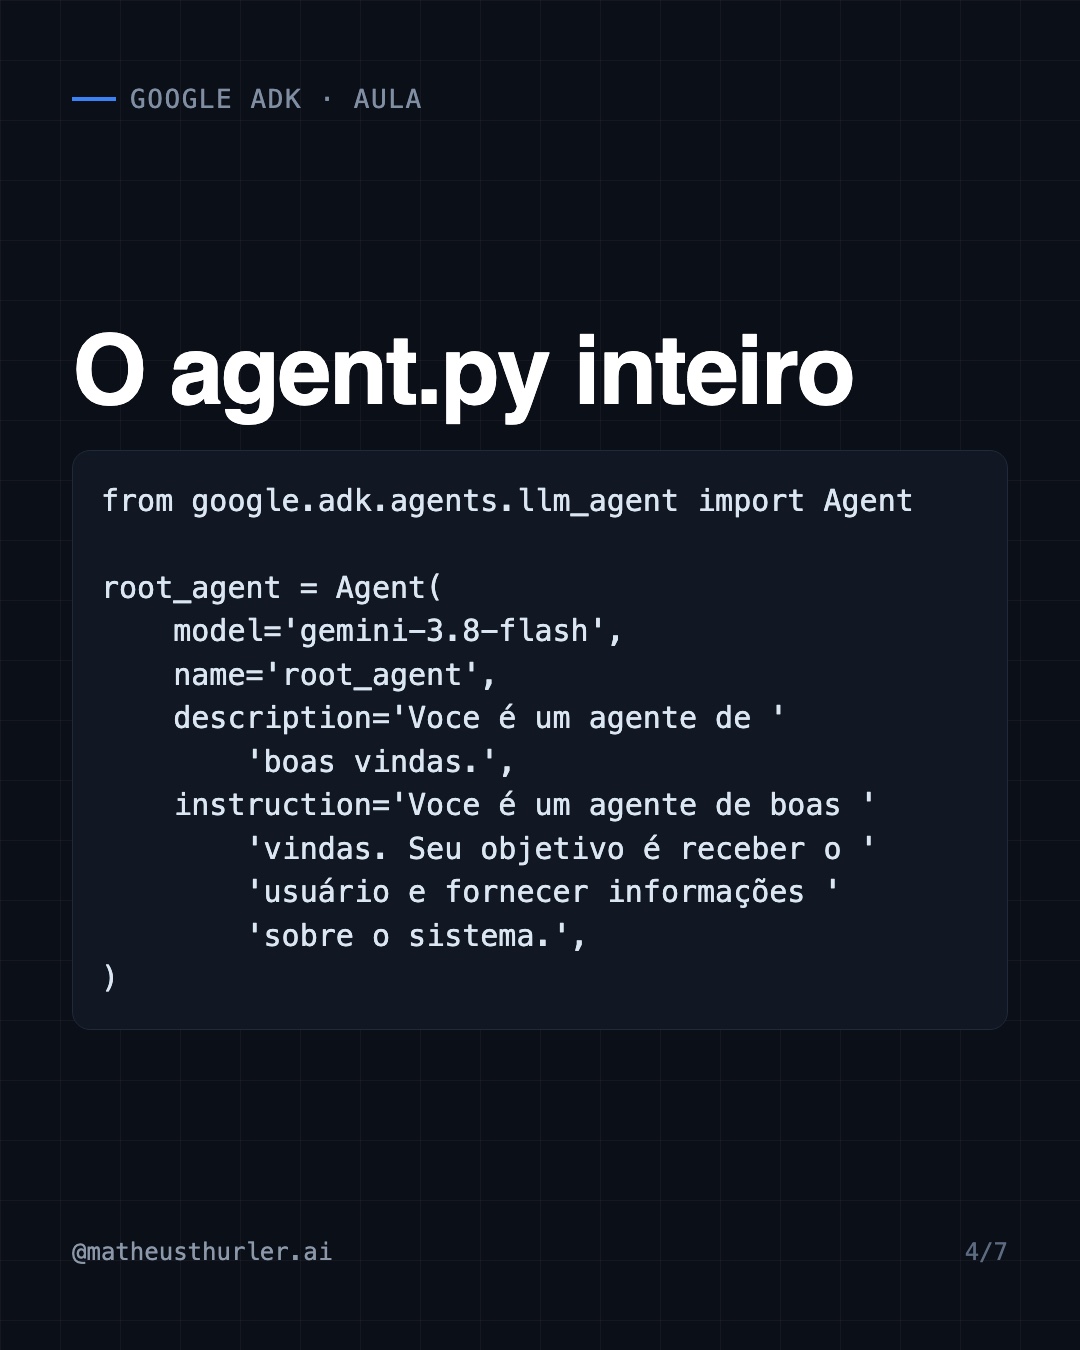 GOOGLE ADK · AULA
O agent.py inteiro
from google.adk.agents.llm_agent import Agent
root_agent = Agent(
    model='gemini-3.8-flash',
    name='root_agent',
    description='Voce é um agente de '
        'boas vindas.',
    instruction='Voce é um agente de boas '
        'vindas. Seu objetivo é receber o '
        'usuário e fornecer informações '
        'sobre o sistema.',
)
@matheusthurler.ai
4/7